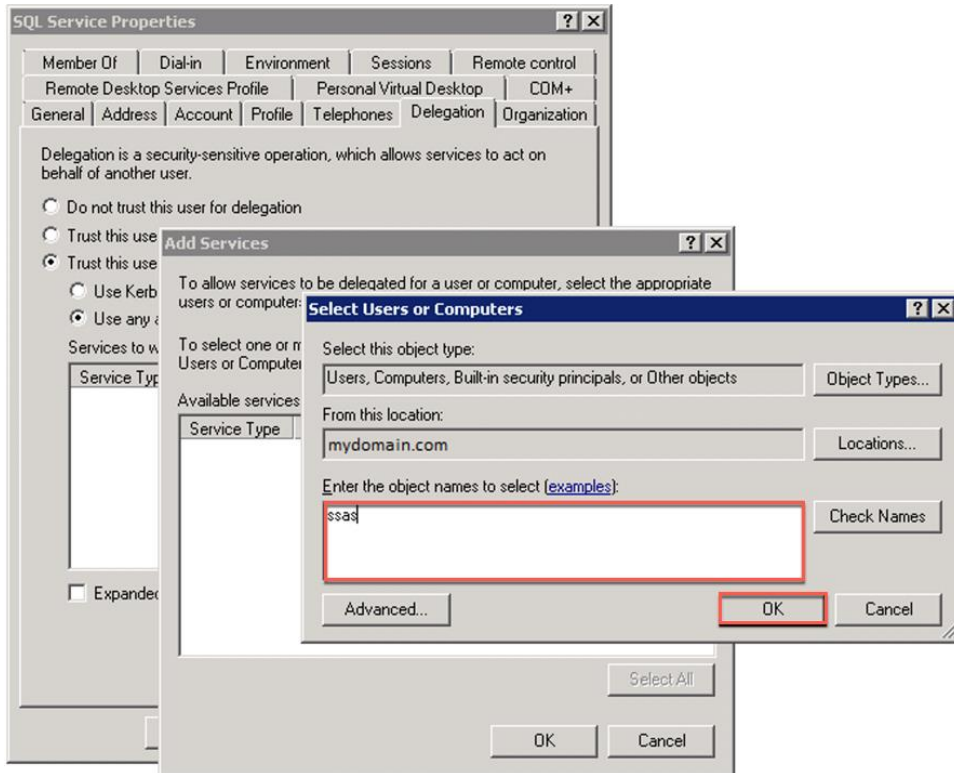 SQL Service Properties
Member Of Dial-in Environment Sessions Remote control
Remote Desktop Services Profile Personal Virtual Desktop COM+
General Address Account Profile Telephones Delegation Organization
Delegation is a security-sensitive operation, which allows services to act on
behalf of another user.
Do not trust this user for delegation
Trust this use
Trust this use
Use Kerb
Use any a
Services to w
Service Typ
Expanded
Add Services
To allow services to be delegated for a user or computer, select the appropriate
users or computer
To select one or m
Users or Computer
Available services
Service Type
Select All
OK Cancel
Select Users or Computers
Select this object type:
Users, Computers, Built-in security principals, or Other objects
Object Types...
From this location:
mydomain.com
Locations...
Enter the object names to select (examples):
ssas
Check Names
Advanced...
OK Cancel